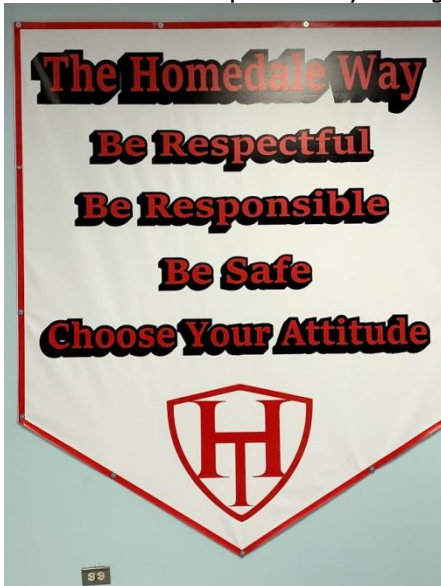 The Homedale Way
Be Respectful
Be Responsible
Be Safe
Choose Your Attitude
HT